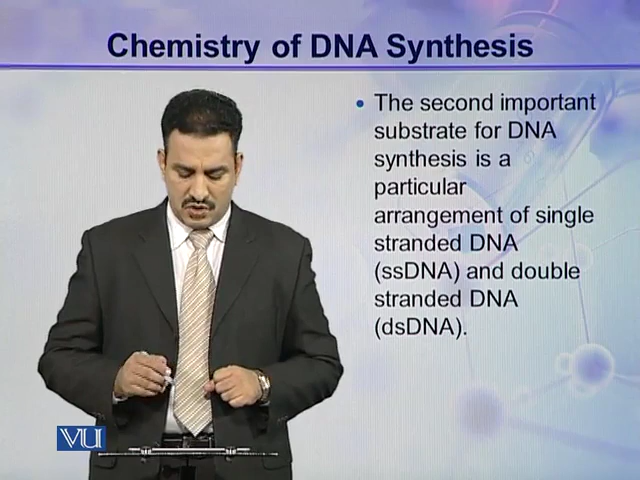 Chemistry of DNA Synthesis
• The second important
substrate for DNA
synthesis is a
particular
arrangement of single
stranded DNA
(ssDNA) and double
stranded DNA
(dsDNA).
VU